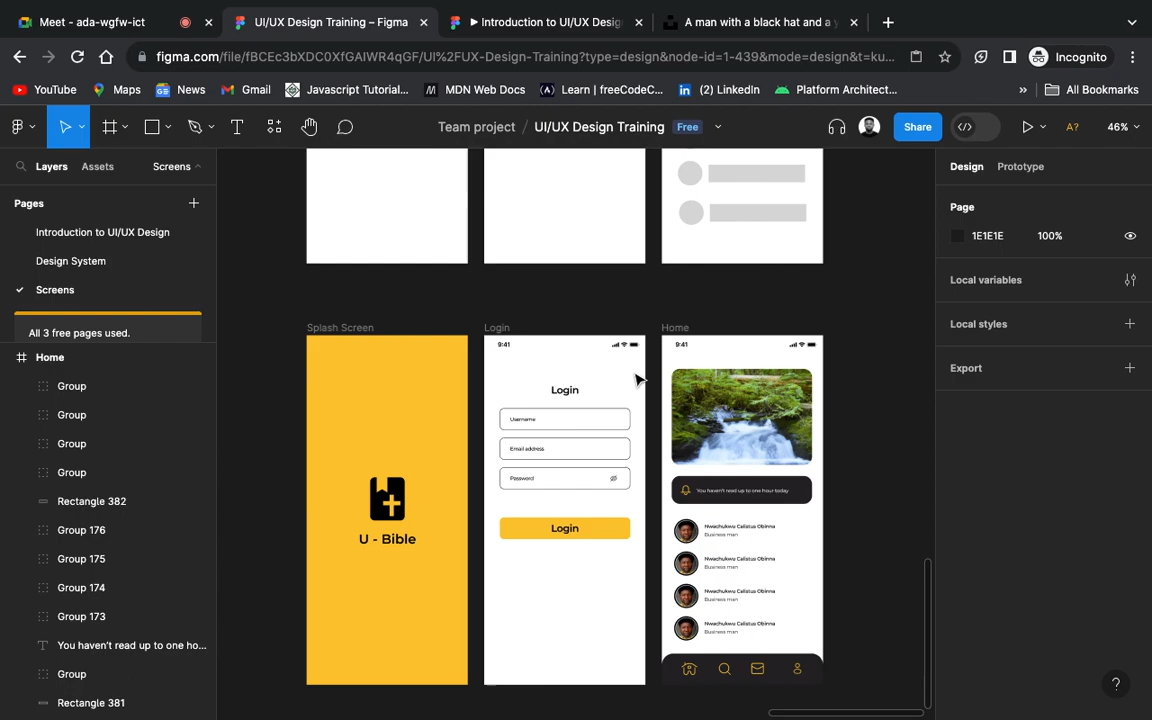 Meet - ada-wgfw-ict
UI/UX Design Training – Figma
Introduction to UI/UX Desig
A man with a black hat and a y
figma.com/file/fBCEc3bXDC0XfGAIWR4qGF/UI%2FUX-Design-Training?type=design&node-id=1-439&mode=design&t=ku...
Incognito
YouTube
Maps
News
Gmail
Javascript Tutorial...
MDN Web Docs
Learn | freeCodeC...
(2) LinkedIn
Platform Architect...
»
All Bookmarks
Team project / UI/UX Design Training Free
Share
A?
46%
Layers
Assets
Screens
Pages
Introduction to UI/UX Design
Design System
Screens
All 3 free pages used.
Home
Group
Group
Group
Group
Rectangle 382
Group 176
Group 175
Group 174
Group 173
You haven't read up to one ho...
Group
Rectangle 381
Splash Screen
U - Bible
Login
9:41
Login
Username
Email address
Password
Login
Home
9:41
You haven't read up to one hour today
Nwachukwu Calistus Obinna
Business man
Nwachukwu Calistus Obinna
Business man
Nwachukwu Calistus Obinna
Business man
Nwachukwu Calistus Obinna
Business man
Design
Prototype
Page
1E1E1E
100%
Local variables
Local styles
Export
?